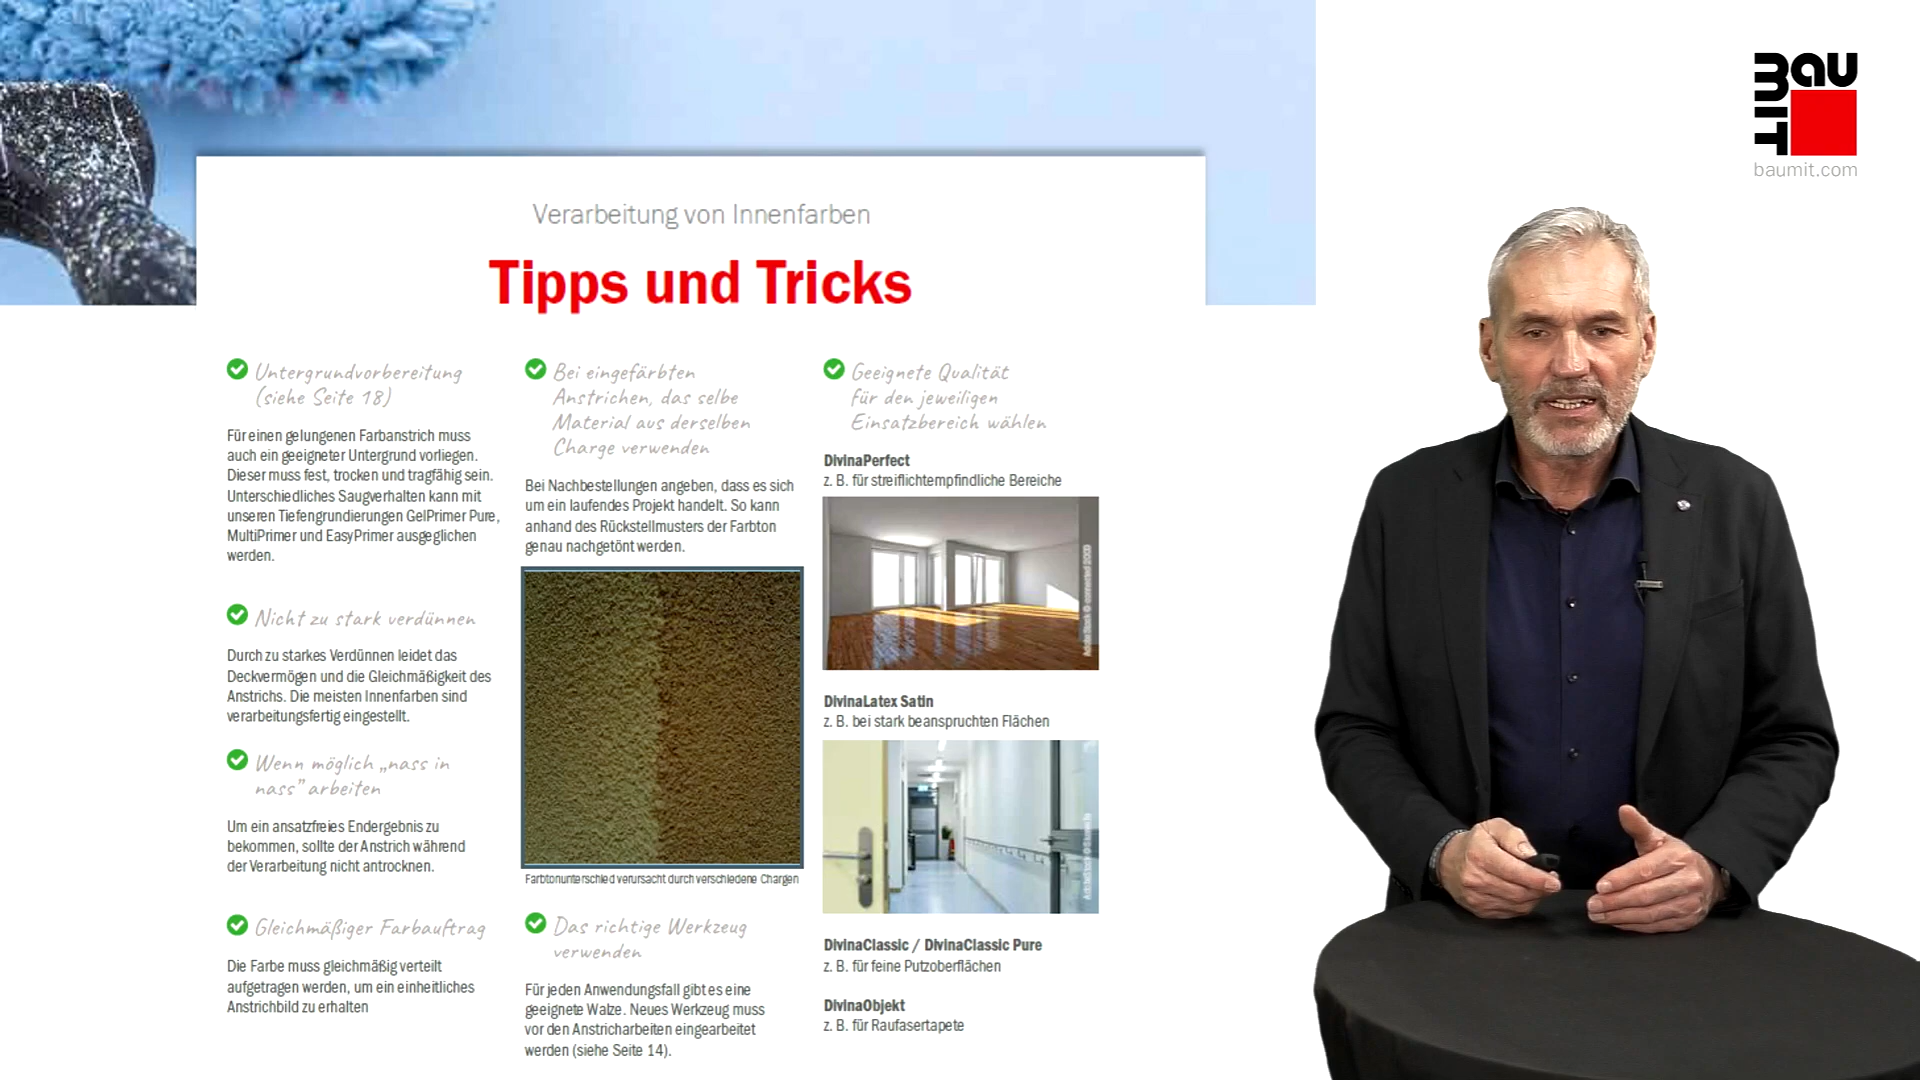 Bau
MIT
baumit.com
Verarbeitung von Innenfarben
Tipps und Tricks
Untergrundvorbereitung
(siehe Seite 18)
Für einen gelungenen Farbanstrich muss
auch ein geeigneter Untergrund vorliegen.
Dieser muss fest, trocken und tragfähig sein.
Unterschiedliches Saugverhalten kann mit
unseren Tiefengrundierungen GelPrimer Pure,
MultiPrimer und EasyPrimer ausgeglichen
werden.
Nicht zu stark verdünnen
Durch zu starkes Verdünnen leidet das
Deckvermögen und die Gleichmäßigkeit des
Anstrichs. Die meisten Innenfarben sind
verarbeitungsfertig eingestellt.
Wenn möglich „nass in
nass” arbeiten
Um ein ansatzfreies Endergebnis zu
bekommen, sollte der Anstrich während
der Verarbeitung nicht antrocknen.
Gleichmäßiger Farbauftrag
Die Farbe muss gleichmäßig verteilt
aufgetragen werden, um ein einheitliches
Anstrichbild zu erhalten
Bei eingefärbten
Anstrichen, das selbe
Material aus derselben
Charge verwenden
Bei Nachbestellungen angeben, dass es sich
um ein laufendes Projekt handelt. So kann
anhand des Rückstellmusters der Farbton
genau nachgetönt werden.
Farbtonunterschied verursacht durch verschiedene Chargen
Das richtige Werkzeug
verwenden
Für jeden Anwendungsfall gibt es eine
geeignete Walze. Neues Werkzeug muss
vor den Anstricharbeiten eingearbeitet
werden (siehe Seite 14).
Geeignete Qualität
für den jeweiligen
Einsatzbereich wählen
DivinaPerfect
z. B. für streiflichtempfindliche Bereiche
DivinaLatex Satin
z. B. bei stark beanspruchten Flächen
DivinaClassic / DivinaClassic Pure
z. B. für feine Putzoberflächen
DivinaObjekt
z. B. für Raufasertapete